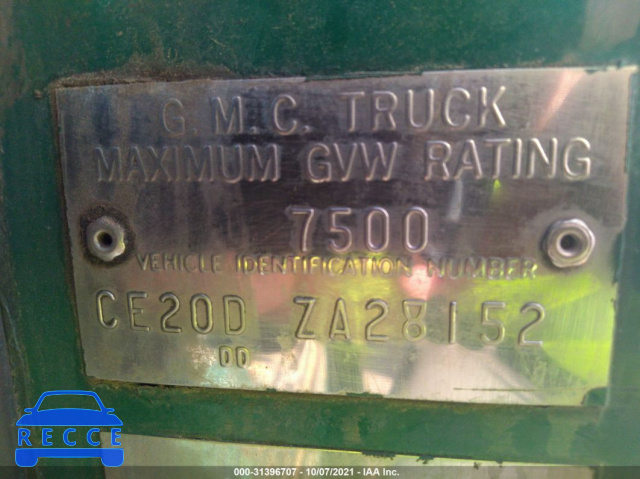 G.M.C. TRUCK
MAXIMUM GVW RATING
7500
VEHICLE IDENTIFICATION NUMBER
CE20D ZA28152
DD
RECCE
000-31396707 - 10/07/2021 - IAA Inc.